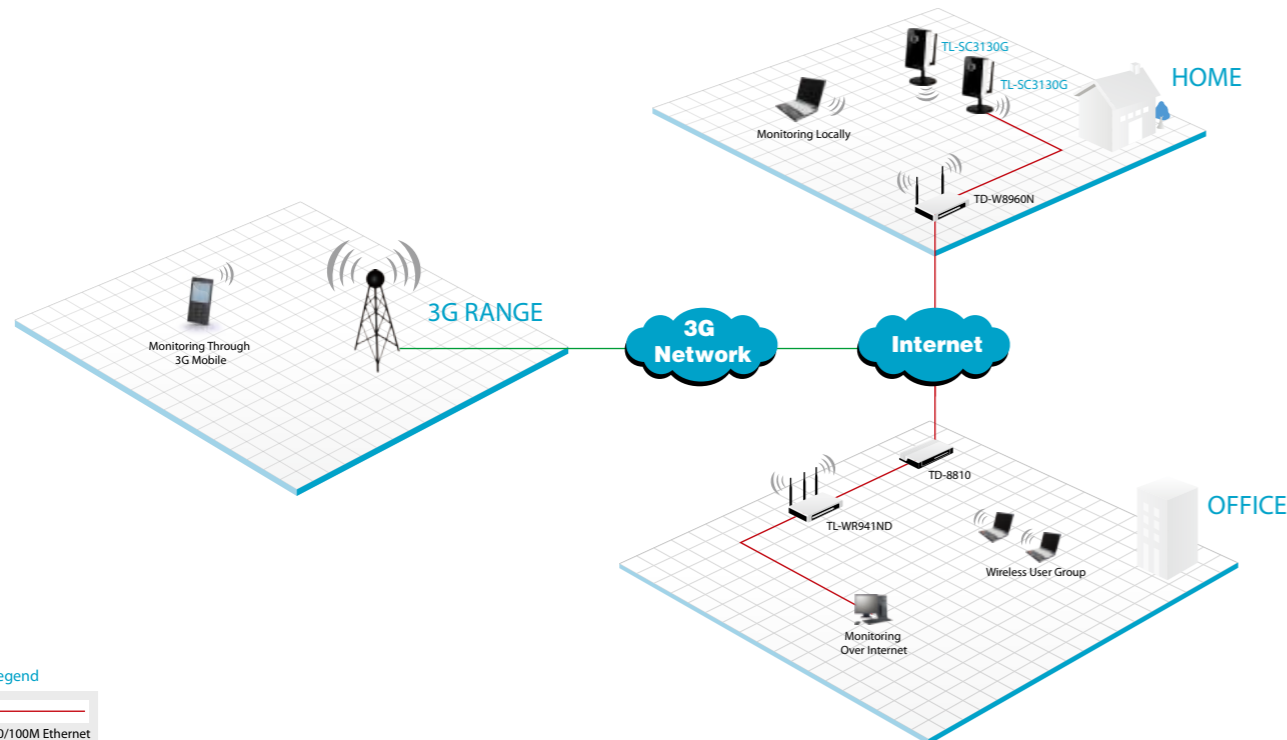 TL-SC3130G
TL-SC3130G
HOME
Monitoring Locally
TD-W8960N
3G RANGE
Monitoring Through
3G Mobile
3G
Network
Internet
TD-8810
TL-WR941ND
OFFICE
Wireless User Group
Monitoring
Over Internet
egend
0/100M Ethernet